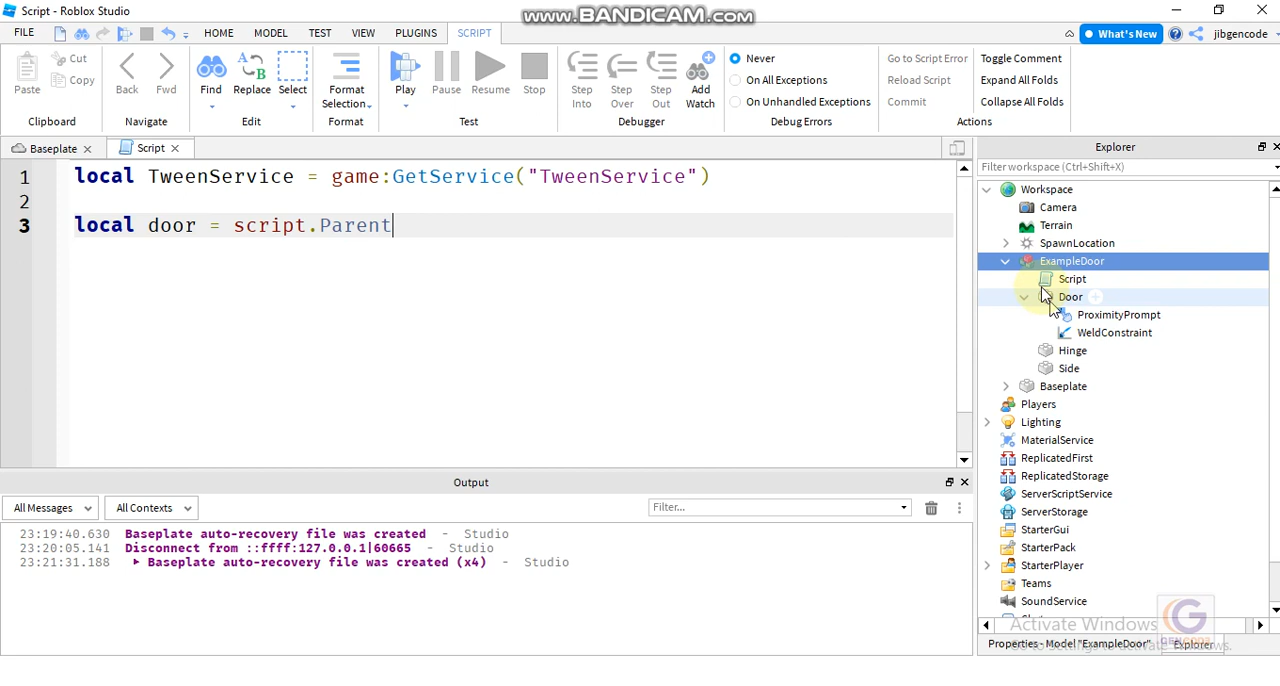 Script - Roblox Studio
www.BANDICAM.com
FILE
HOME
MODEL
TEST
VIEW
PLUGINS
SCRIPT
What's New
jibgencode
Paste
Cut
Copy
Clipboard
Back
Fwd
Navigate
Find
Replace
Select
Edit
Format
Selection
Format
Play
Pause
Resume
Stop
Test
Step
Into
Step
Over
Step
Out
Add
Watch
Debugger
Never
On All Exceptions
On Unhandled Exceptions
Debug Errors
Go to Script Error
Reload Script
Commit
Toggle Comment
Expand All Folds
Collapse All Folds
Actions
Baseplate
Script
1 local TweenService = game:GetService("TweenService")
2
3 local door = script.Parent
Explorer
Filter workspace (Ctrl+Shift+X)
Workspace
Camera
Terrain
SpawnLocation
ExampleDoor
Script
Door
ProximityPrompt
WeldConstraint
Hinge
Side
Baseplate
Players
Lighting
MaterialService
ReplicatedFirst
ReplicatedStorage
ServerScriptService
ServerStorage
StarterGui
StarterPack
StarterPlayer
Teams
SoundService
Output
All Messages
All Contexts
Filter...
23:19:40.630 Baseplate auto-recovery file was created - Studio
23:20:05.141 Disconnect from ::ffff:127.0.0.1|60665 - Studio
23:21:31.188 Baseplate auto-recovery file was created (x4) - Studio
Activate Windows
Properties - Model "ExampleDoor"
Explorer